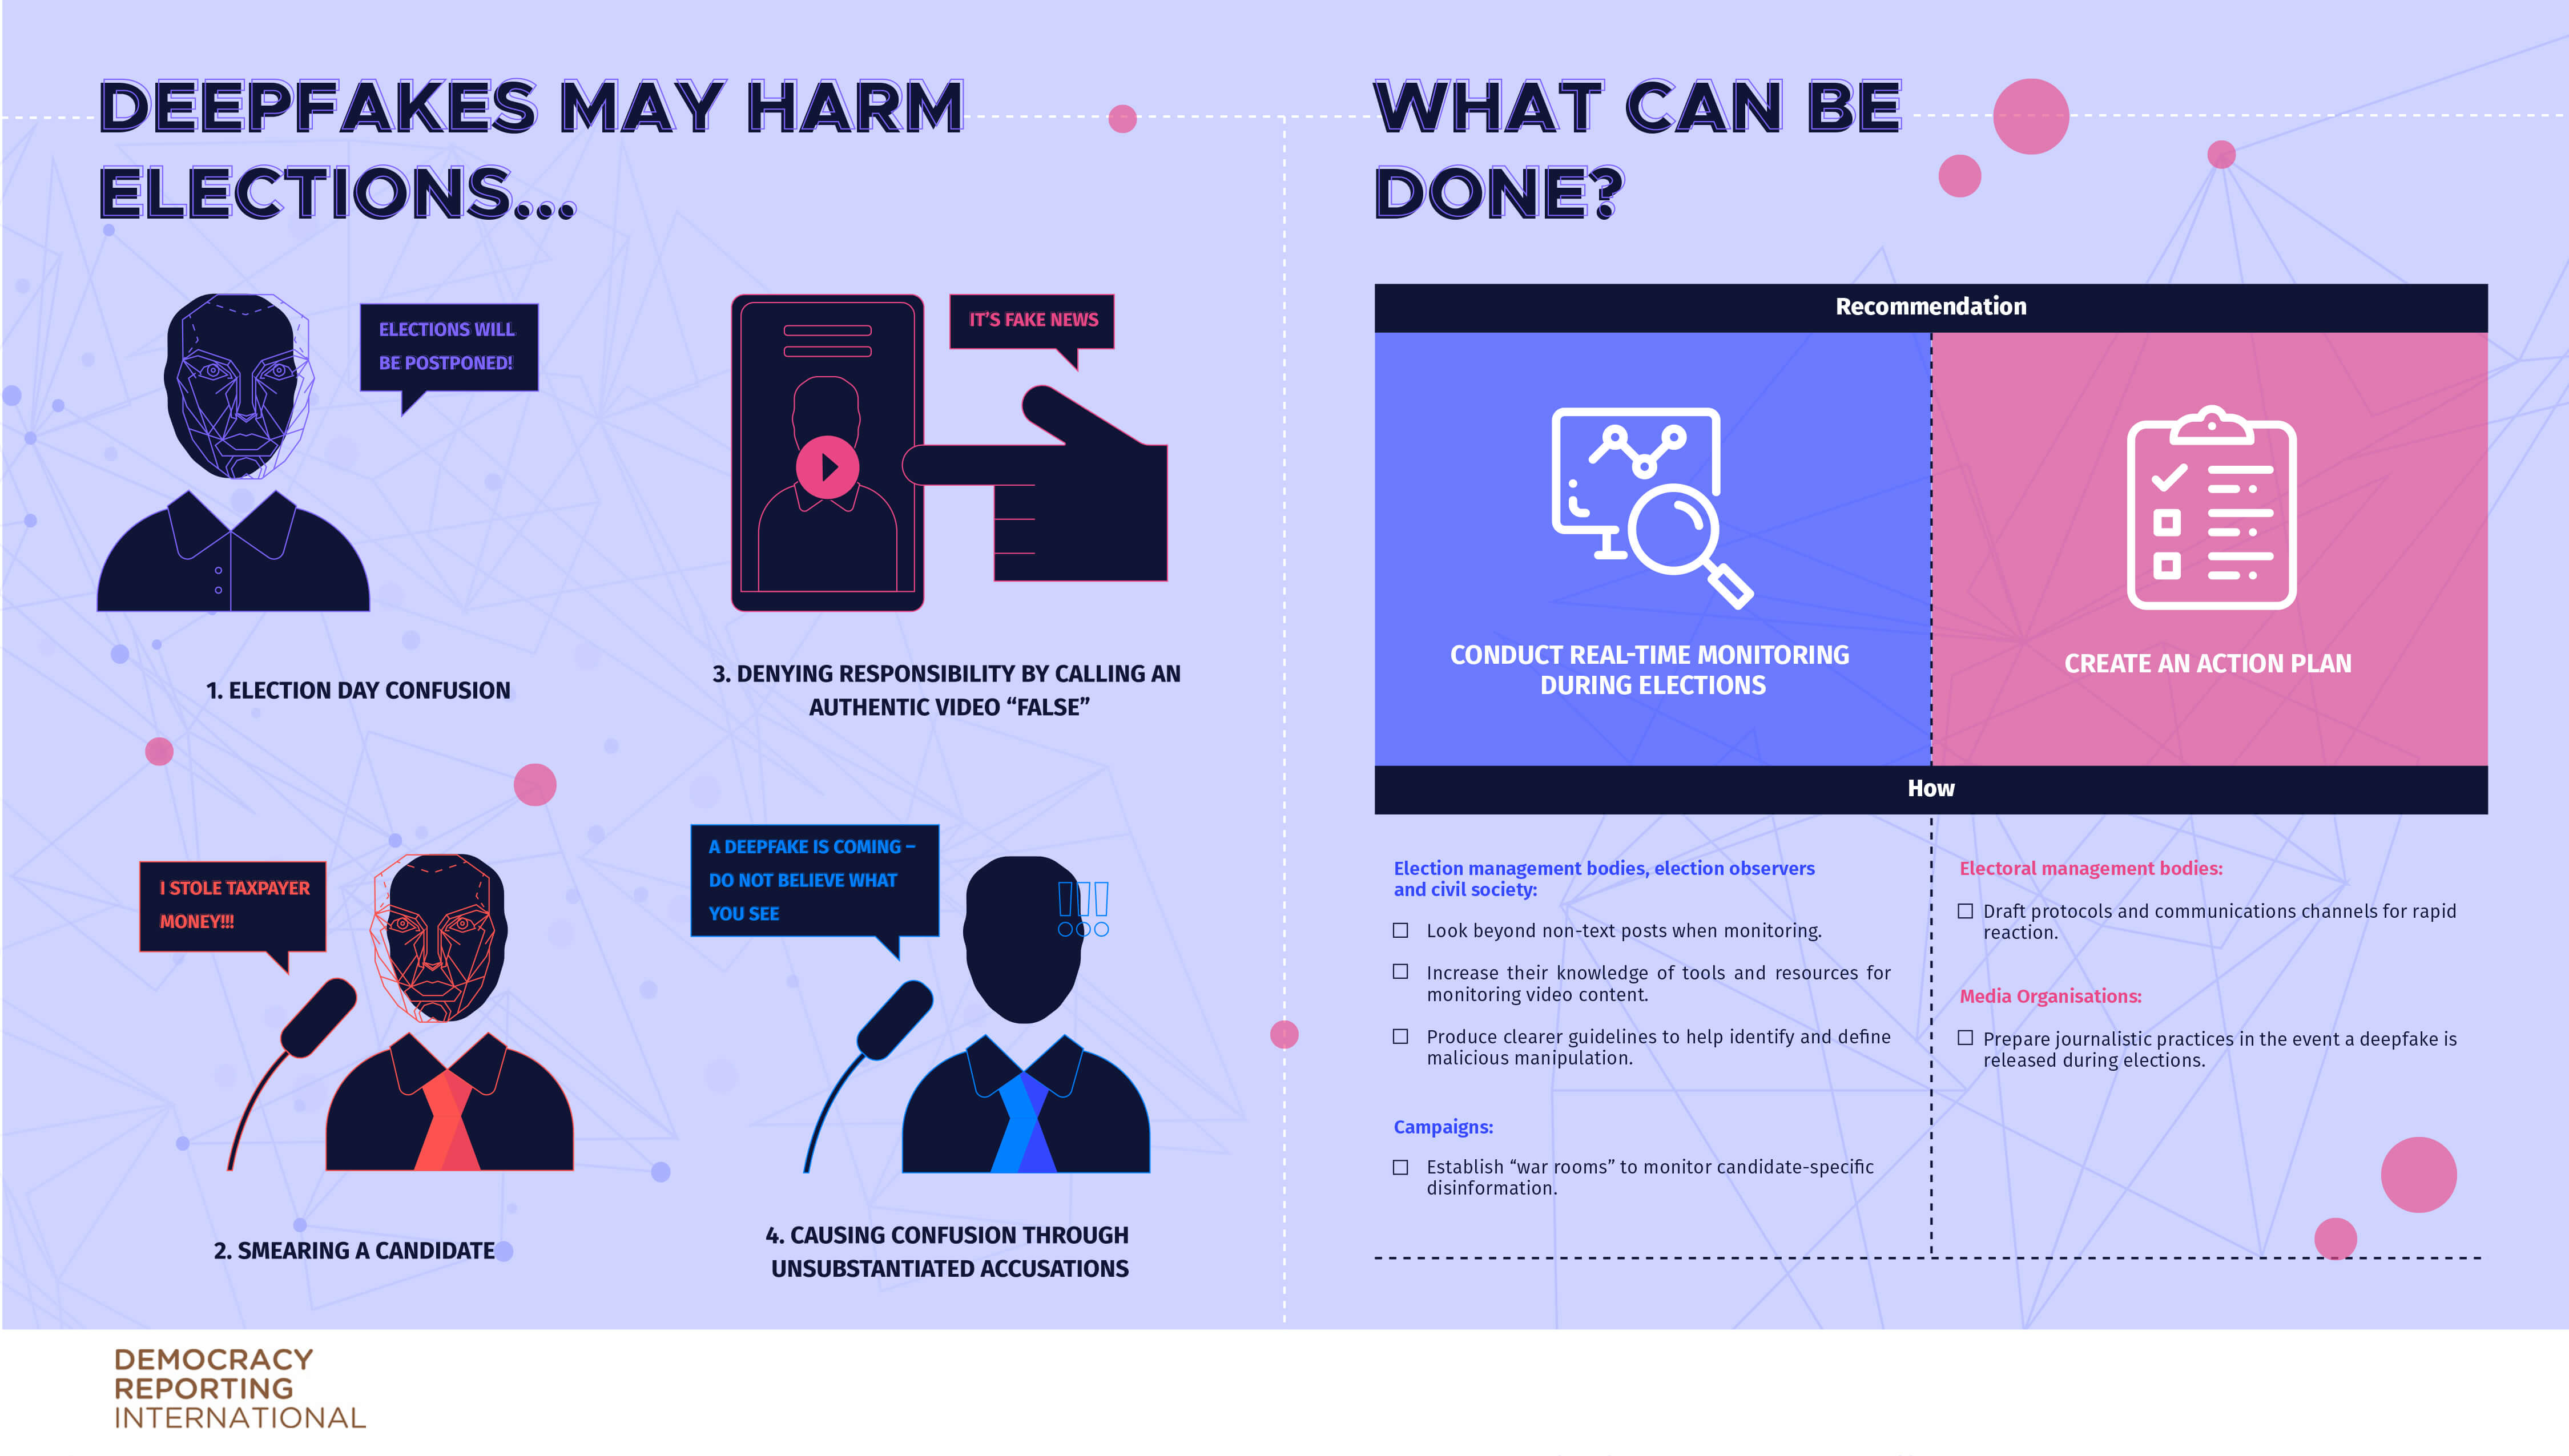 DEEPFAKES MAY HARM
ELECTIONS...
ELECTIONS WILL
BE POSTPONED!
1. ELECTION DAY CONFUSION
I STOLE TAXPAYER
MONEY!!!
2. SMEARING A CANDIDATE
IT’S FAKE NEWS
3. DENYING RESPONSIBILITY BY CALLING AN
AUTHENTIC VIDEO “FALSE”
A DEEPFAKE IS COMING –
DO NOT BELIEVE WHAT
YOU SEE
!!!
4. CAUSING CONFUSION THROUGH
UNSUBSTANTIATED ACCUSATIONS
WHAT CAN BE
DONE?
Recommendation
CONDUCT REAL-TIME MONITORING
DURING ELECTIONS
CREATE AN ACTION PLAN
How
Election management bodies, election observers
and civil society:
Look beyond non-text posts when monitoring.
Increase their knowledge of tools and resources for
monitoring video content.
Produce clearer guidelines to help identify and define
malicious manipulation.
Campaigns:
Establish “war rooms” to monitor candidate-specific
disinformation.
Electoral management bodies:
Draft protocols and communications channels for rapid
reaction.
Media Organisations:
Prepare journalistic practices in the event a deepfake is
released during elections.
DEMOCRACY
REPORTING
INTERNATIONAL